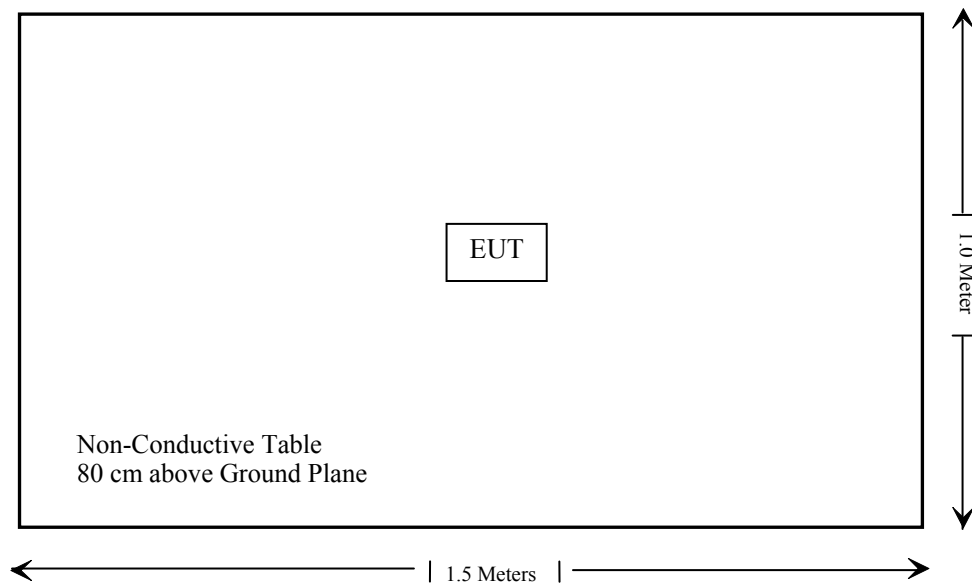 EUT
1.0 Meter
Non-Conductive Table
80 cm above Ground Plane
1.5 Meters